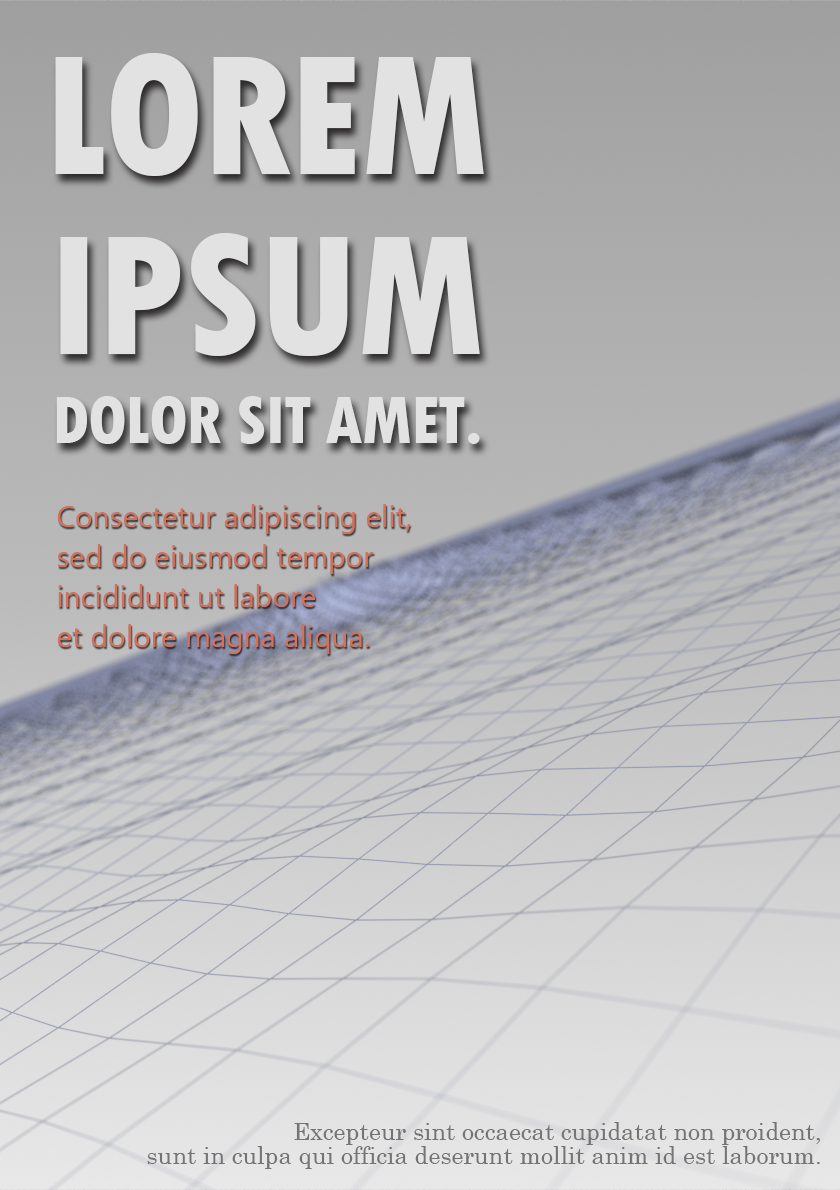 LOREM
IPSUM
DOLOR SIT AMET.
Consectetur adipiscing elit,
sed do eiusmod tempor
incididunt ut labore
et dolore magna aliqua.
Excepteur sint occaecat cupidatat non proident,
sunt in culpa qui officia deserunt mollit anim id est laborum.